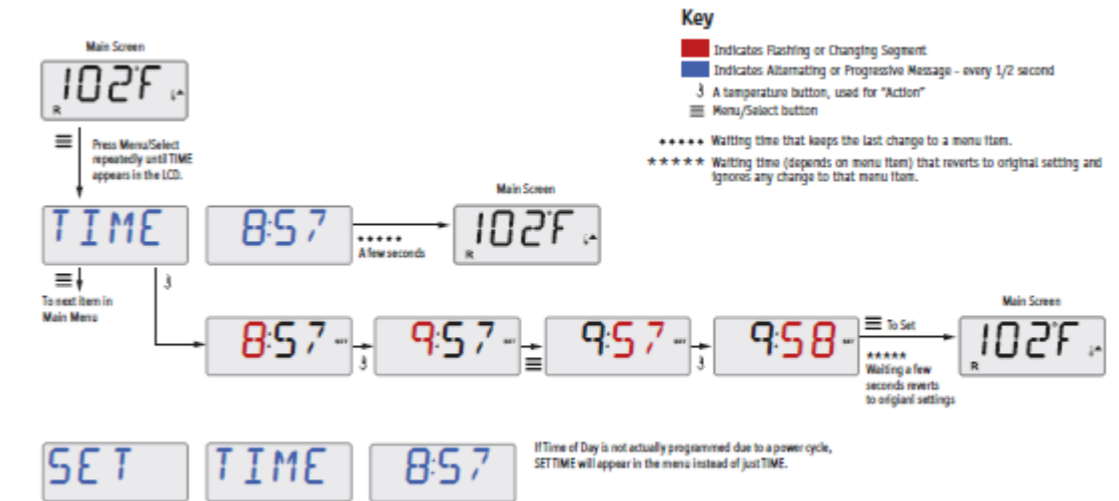 Key
Indicates Flashing or Changing Segment
Indicates Alternating or Progressive Message - every 1/2 second
A temperature button, used for "Action"
Menu/Select button
Waiting time that keeps the last change to a menu item.
***** Waiting time (depends on menu item) that reverts to original setting and
ignores any change to that menu item.
Main Screen
102°F
R
Press Menu/Select
repeatedly until TIME
appears in the LCD.
TIME
8:57
A few seconds
Main Screen
102°F
R
To next item in
Main Menu
8:57
9:57
9:57
9:58
To Set
*****
Waiting a few
seconds reverts
to origianl settings
Main Screen
102°F
R
SET
TIME
8:57
If Time of Day is not actually programmed due to a power cycle,
SET TIME will appear in the menu instead of just TIME.